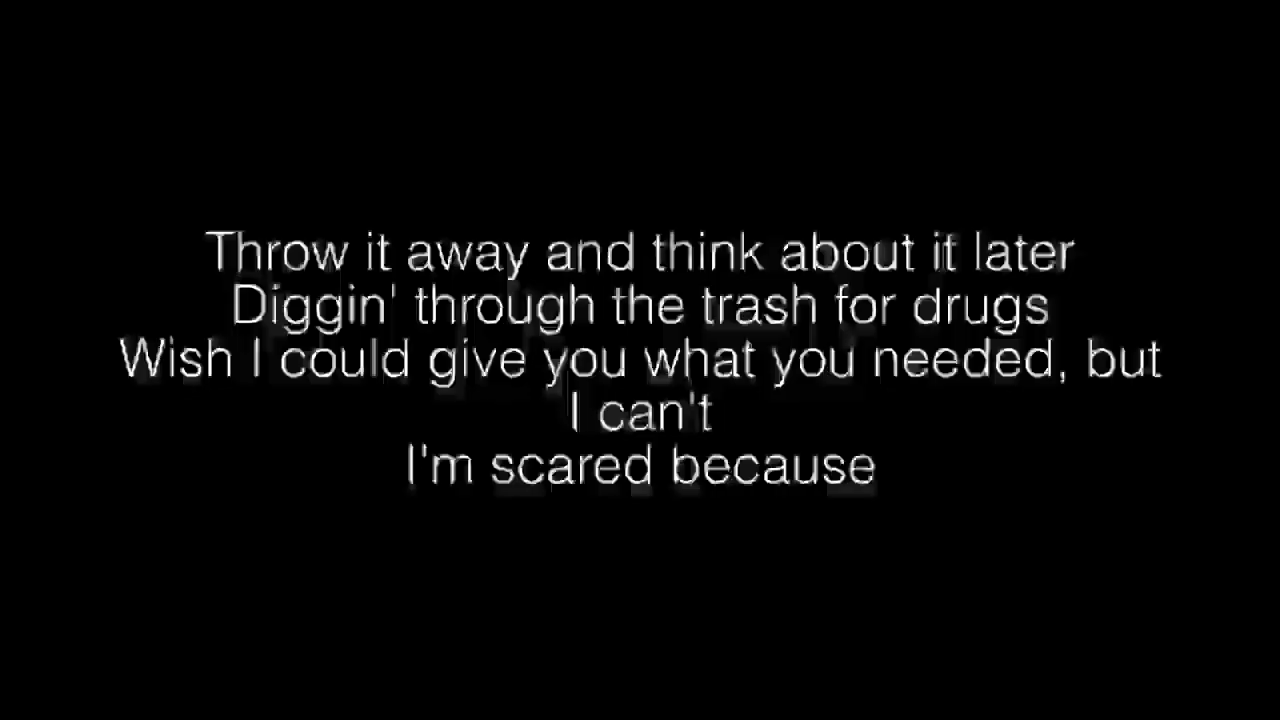 Throw it away and think about it later
Diggin' through the trash for drugs
Wish I could give you what you needed, but
I can't
I'm scared because